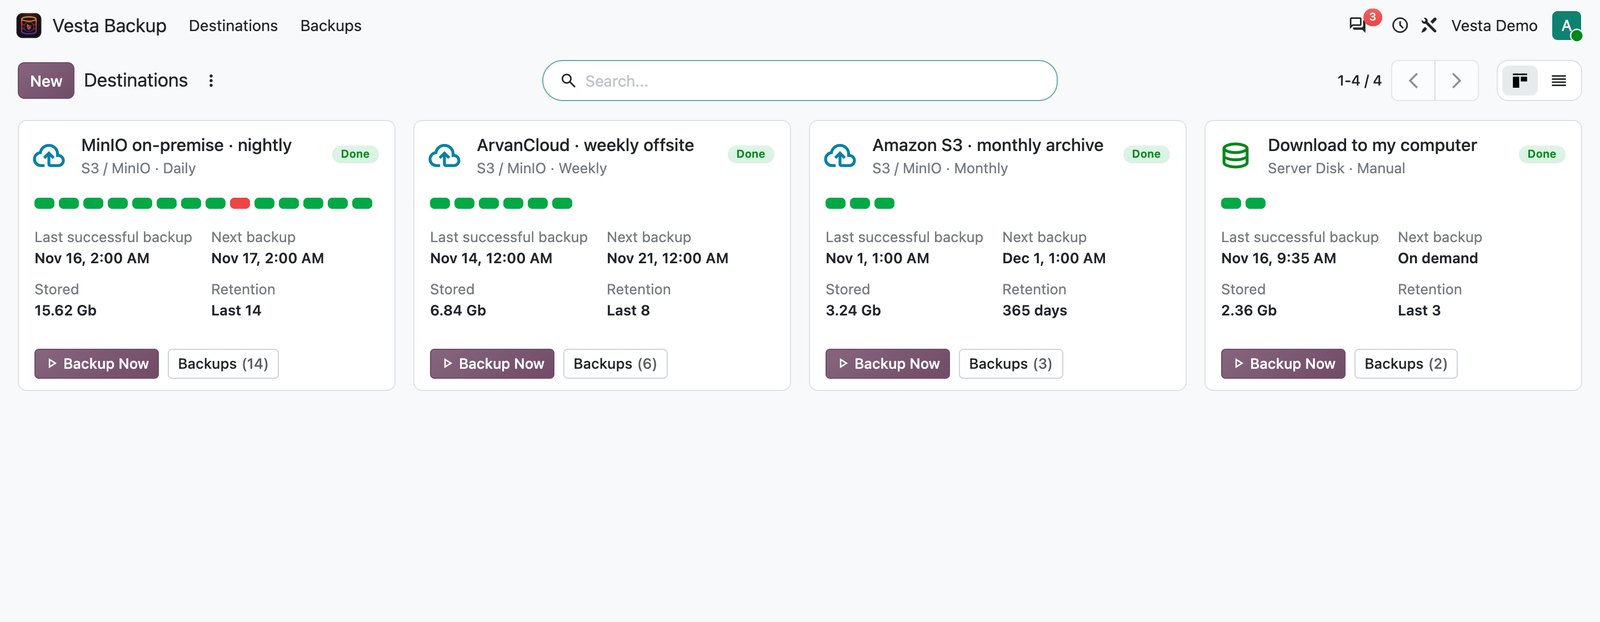 Vesta Backup Destinations Backups 3 Vesta Demo A
New Destinations Search... 1-4 / 4
MinIO on-premise · nightly Done
S3 / MinIO · Daily
Last successful backup Next backup
Nov 16, 2:00 AM Nov 17, 2:00 AM
Stored Retention
15.62 Gb Last 14
Backup Now Backups (14)
ArvanCloud · weekly offsite Done
S3 / MinIO · Weekly
Last successful backup Next backup
Nov 14, 12:00 AM Nov 21, 12:00 AM
Stored Retention
6.84 Gb Last 8
Backup Now Backups (6)
Amazon S3 · monthly archive Done
S3 / MinIO · Monthly
Last successful backup Next backup
Nov 1, 1:00 AM Dec 1, 1:00 AM
Stored Retention
3.24 Gb 365 days
Backup Now Backups (3)
Download to my computer Done
Server Disk · Manual
Last successful backup Next backup
Nov 16, 9:35 AM On demand
Stored Retention
2.36 Gb Last 3
Backup Now Backups (2)